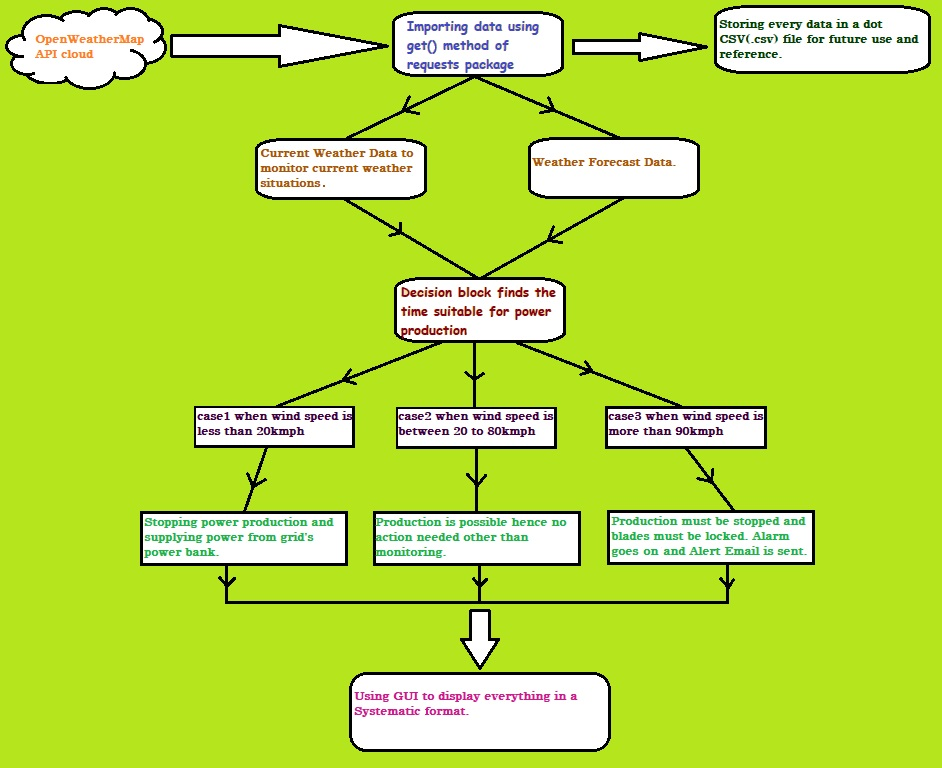 OpenWeatherMap
API cloud
Importing data using
get() method of
requests package
Storing every data in a dot
CSV(.csv) file for future use and
reference.
Current Weather Data to
monitor current weather
situations.
Weather Forecast Data.
Decision block finds the
time suitable for power
production
case1 when wind speed is
less than 20kmph
case2 when wind speed is
between 20 to 80kmph
case3 when wind speed is
more than 90kmph
Stopping power production and
supplying power from grid's
power bank.
Production is possible hence no
action needed other than
monitoring.
Production must be stopped and
blades must be locked. Alarm
goes on and Alert Email is sent.
Using GUI to display everything in a
Systematic format.